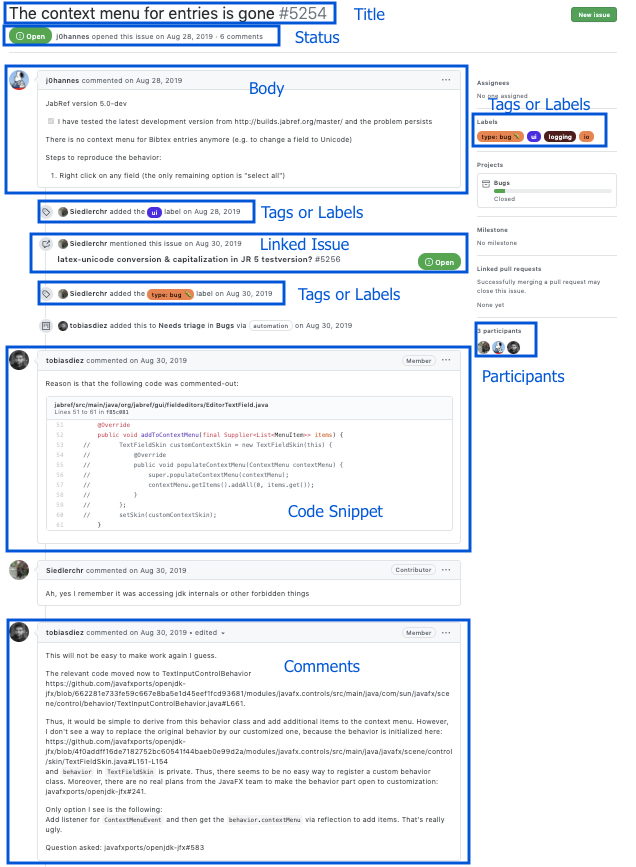 The context menu for entries is gone #5254
Title
New issue
Open j0hannes opened this issue on Aug 28, 2019 · 6 comments
Status
j0hannes commented on Aug 28, 2019
Body
JabRef version 5.0-dev
I have tested the latest development version from http://builds.jabref.org/master/ and the problem persists
There is no context menu for Bibtex entries anymore (e.g. to change a field to Unicode)
Steps to reproduce the behavior:
1. Right click on any field (the only remaining option is "select all")
Siedlerchr added the ui label on Aug 28, 2019
Tags or Labels
Siedlerchr mentioned this issue on Aug 30, 2019
Linked Issue
latex-unicode conversion & capitalization in JR 5 testversion? #5256
Open
Siedlerchr added the type: bug label on Aug 30, 2019
Tags or Labels
tobiasdiez added this to Needs triage in Bugs via automation on Aug 30, 2019
tobiasdiez commented on Aug 30, 2019
Member
Reason is that the following code was commented-out:
jabref/src/main/java/org/jabref/gui/fieldeditors/EditorTextField.java
Lines 51 to 61 in f85c081
51 @Override
52 public void addToContextMenu(final Supplier<List<MenuItem>> items) {
53 // TextFieldSkin customContextSkin = new TextFieldSkin(this) {
54 // @Override
55 // public void populateContextMenu(ContextMenu contextMenu) {
56 // super.populateContextMenu(contextMenu);
57 // contextMenu.getItems().addAll(0, items.get());
58 // }
59 // };
60 // setSkin(customContextSkin);
61 }
Code Snippet
Siedlerchr commented on Aug 30, 2019
Contributor
Ah, yes I remember it was accessing jdk internals or other forbidden things
tobiasdiez commented on Aug 30, 2019 • edited
Member
This will not be easy to make work again I guess.
Comments
The relevant code moved now to TextInputControlBehavior
https://github.com/javafxports/openjdk-
jfx/blob/662281e733fe59c667e8ba5e1d45eef1fcd93681/modules/javafx.controls/src/main/java/com/sun/javafx/sce
ne/control/behavior/TextInputControlBehavior.java#L661.
Thus, it would be simple to derive from this behavior class and add additional items to the context menu. However,
I don't see a way to replace the original behavior by our customized one, because the behavior is initialized here:
https://github.com/javafxports/openjdk-
jfx/blob/4f0addff16de7182752bc60541f44baeb0e99d2a/modules/javafx.controls/src/main/java/javafx/scene/control
/skin/TextFieldSkin.java#L151-L154
and behavior in TextFieldSkin is private. Thus, there seems to be no easy way to register a custom behavior
class. Moreover, there are no real plans from the JavaFX team to make the behavior part open to customization:
javafxports/openjdk-jfx#241.
Only option I see is the following:
Add listener for ContextMenuEvent and then get the behavior.contextMenu via reflection to add items. That's really
ugly.
Question asked: javafxports/openjdk-jfx#583
Assignees
No one assigned
Tags or Labels
Labels
type: bug ui logging io
Projects
Bugs
Closed
Milestone
No milestone
Linked pull requests
Successfully merging a pull request may
close this issue.
None yet
3 participants
Participants